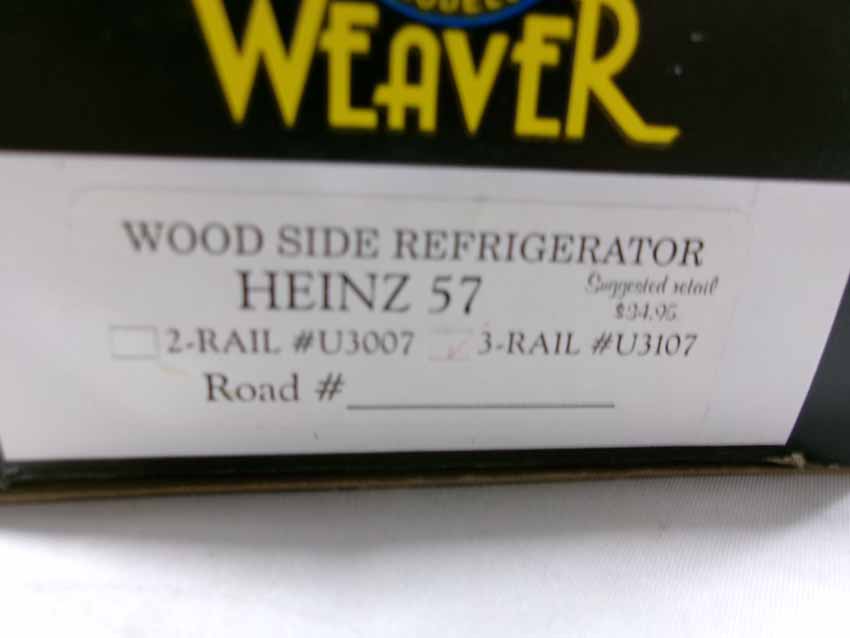 WEAVER
WOOD SIDE REFRIGERATOR
HEINZ 57
Suggested retail
$34.95
2-RAIL #U3007 3-RAIL #U3107
Road #